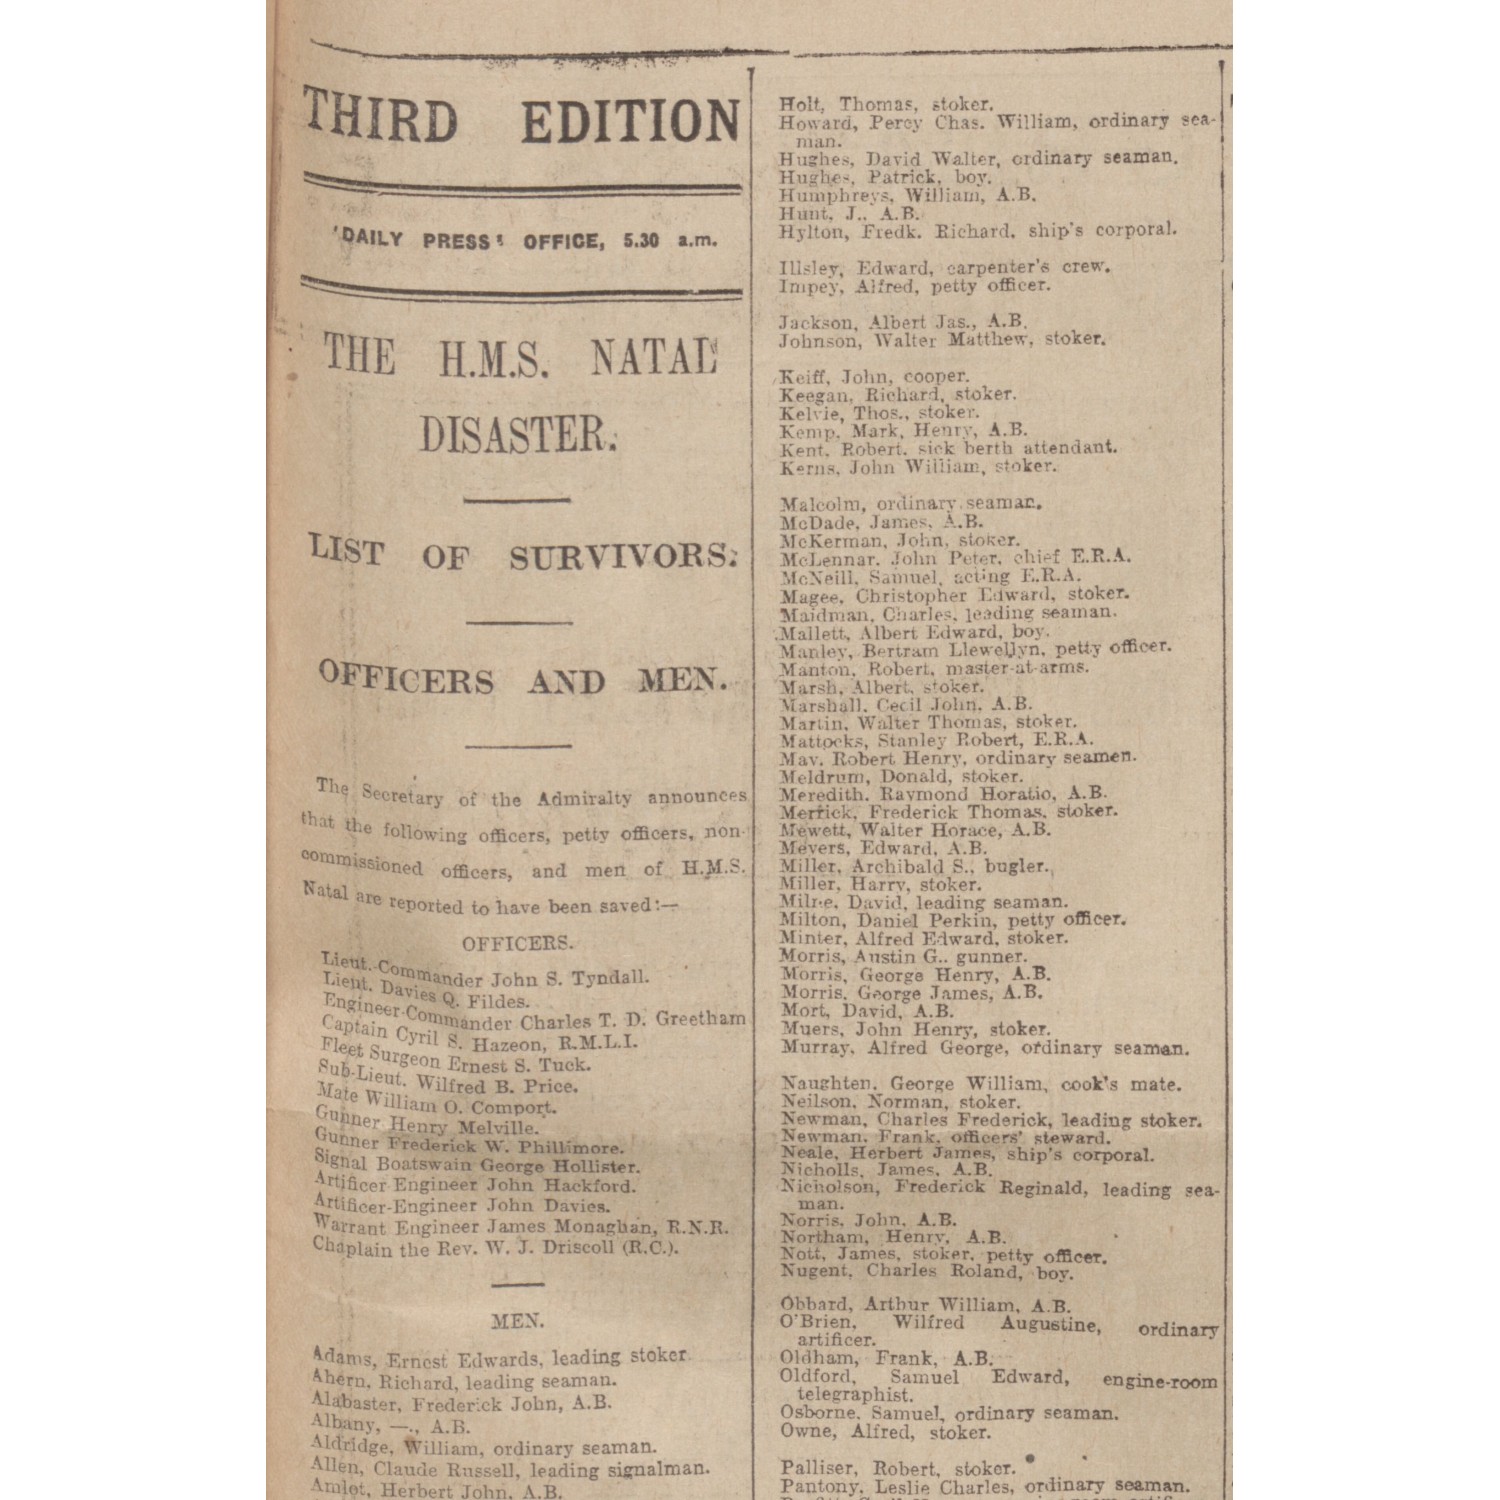 THIRD EDITION
'DAILY PRESS' OFFICE, 5.30 a.m.
THE H.M.S. NATAL
DISASTER.
LIST OF SURVIVORS.
OFFICERS AND MEN.
The Secretary of the Admiralty announces
that the following officers, petty officers, non-
commissioned officers, and men of H.M.S.
Natal are reported to have been saved:—
OFFICERS.
Lieut.-Commander John S. Tyndall.
Lieut. Davies Q. Fildes.
Engineer-Commander Charles T. D. Greetham
Captain Cyril S. Hazeon, R.M.L.I.
Fleet Surgeon Ernest S. Tuck.
Sub-Lieut. Wilfred B. Price.
Mate William O. Comport.
Gunner Henry Melville.
Gunner Frederick W. Phillimore.
Signal Boatswain George Hollister.
Artificer-Engineer John Hackford.
Artificer-Engineer John Davies.
Warrant Engineer James Monaghan, R.N.R.
Chaplain the Rev. W. J. Driscoll (R.C.).
MEN.
Adams, Ernest Edwards, leading stoker
Ahern, Richard, leading seaman.
Alabaster, Frederick John, A.B.
Albany, —., A.B.
Aldridge, William, ordinary seaman.
Allen, Claude Russell, leading signalman.
Amlot, Herbert John, A.B.
Holt, Thomas, stoker.
Howard, Percy Chas. William, ordinary sea-
man.
Hughes, David Walter, ordinary seaman.
Hughes, Patrick, boy.
Humphreys, William, A.B.
Hunt, J., A.B.
Hylton, Fredk. Richard, ship's corporal.
Illsley, Edward, carpenter's crew.
Impey, Alfred, petty officer.
Jackson, Albert Jas., A.B.
Johnson, Walter Matthew, stoker.
Keiff, John, cooper.
Keegan, Richard, stoker.
Kelvie, Thos., stoker.
Kemp, Mark, Henry, A.B.
Kent, Robert, sick berth attendant.
Kerns, John William, stoker.
Malcolm, ordinary seaman.
McDade, James, A.B.
McKerman, John, stoker.
McLennar, John Peter, chief E.R.A.
McNeill, Samuel, acting E.R.A.
Magee, Christopher Edward, stoker.
Maidman, Charles, leading seaman.
Mallett, Albert Edward, boy.
Manley, Bertram Llewellyn, petty officer.
Manton, Robert, master-at-arms.
Marsh, Albert, stoker.
Marshall, Cecil John, A.B.
Martin, Walter Thomas, stoker.
Mattocks, Stanley Robert, E.R.A.
May, Robert Henry, ordinary seamen.
Meldrum, Donald, stoker.
Meredith, Raymond Horatio, A.B.
Merrick, Frederick Thomas, stoker.
Mewett, Walter Horace, A.B.
Meyers, Edward, A.B.
Miller, Archibald S., bugler.
Miller, Harry, stoker.
Milne, David, leading seaman.
Milton, Daniel Perkin, petty officer.
Minter, Alfred Edward, stoker.
Morris, Austin G.. gunner.
Morris, George Henry, A.B.
Morris, George James, A.B.
Mort, David, A.B.
Muers, John Henry, stoker.
Murray, Alfred George, ordinary seaman.
Naughten, George William, cook's mate.
Neilson, Norman, stoker.
Newman, Charles Frederick, leading stoker.
Newman, Frank, officers' steward.
Neale, Herbert James, ship's corporal.
Nicholls, James, A.B.
Nicholson, Frederick Reginald, leading sea-
man.
Norris, John, A.B.
Northam, Henry, A.B.
Nott, James, stoker, petty officer.
Nugent, Charles Roland, boy.
Obbard, Arthur William, A.B.
O'Brien, Wilfred Augustine, ordinary
artificer.
Oldham, Frank, A.B.
Oldford, Samuel Edward, engine-room
telegraphist.
Osborne, Samuel, ordinary seaman.
Owne, Alfred, stoker.
Palliser, Robert, stoker.
Pantony, Leslie Charles, ordinary seaman.